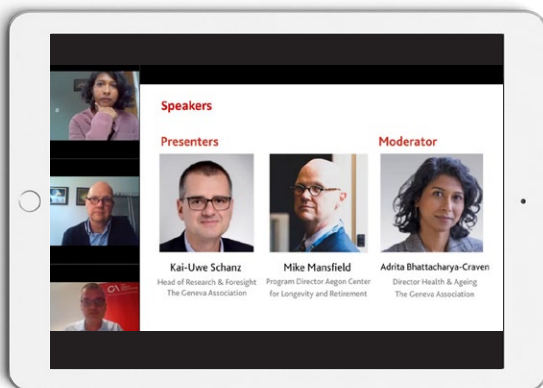 Speakers
Presenters
Moderator
Kai-Uwe Schanz
Head of Research & Foresight
The Geneva Association
Mike Mansfield
Program Director Aegon Center
for Longevity and Retirement
Adrita Bhattacharya-Craven
Director Health & Ageing
The Geneva Association